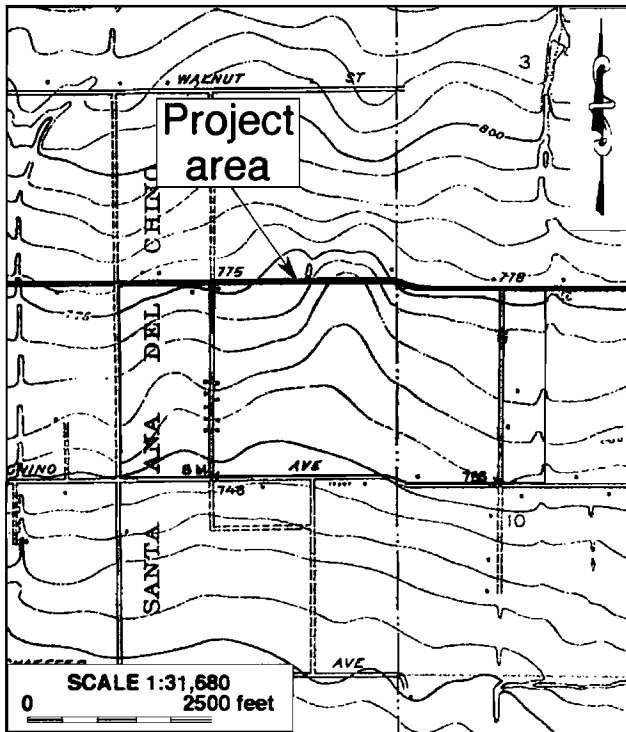 3
WALNUT ST
800
Project
area
CHINO
775
778
775
DEL
ANA
CHINO
B M
AVE
748
10
SANTA
SCHAEFER
AVE
SCALE 1:31,680
0 2500 feet